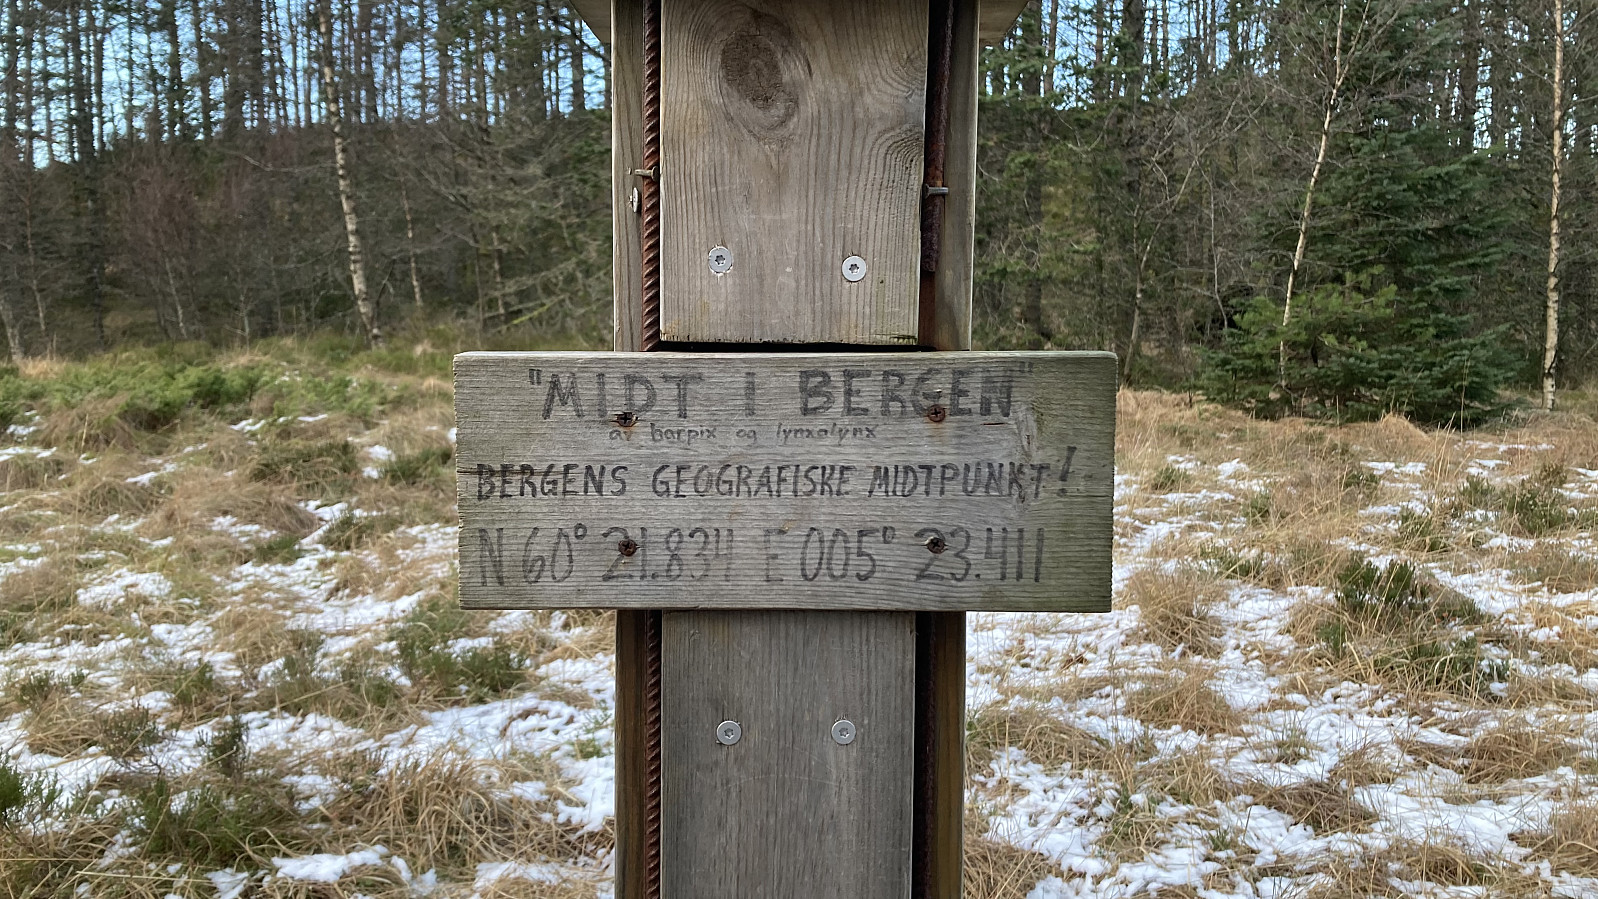 "MIDT I BERGEN"
av barpix og lynxolynx
BERGENS GEOGRAFISKE MIDTPUNKT!
N 60° 21.834 E 005° 23.411